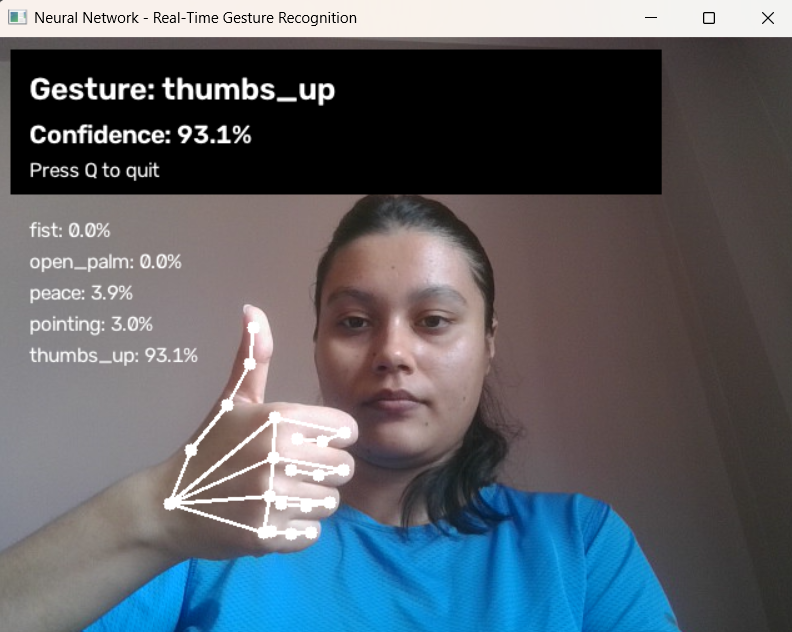 Neural Network - Real-Time Gesture Recognition
Gesture: thumbs_up
Confidence: 93.1%
Press Q to quit
fist: 0.0%
open_palm: 0.0%
peace: 3.9%
pointing: 3.0%
thumbs_up: 93.1%